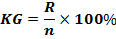 KG = R/n × 100%